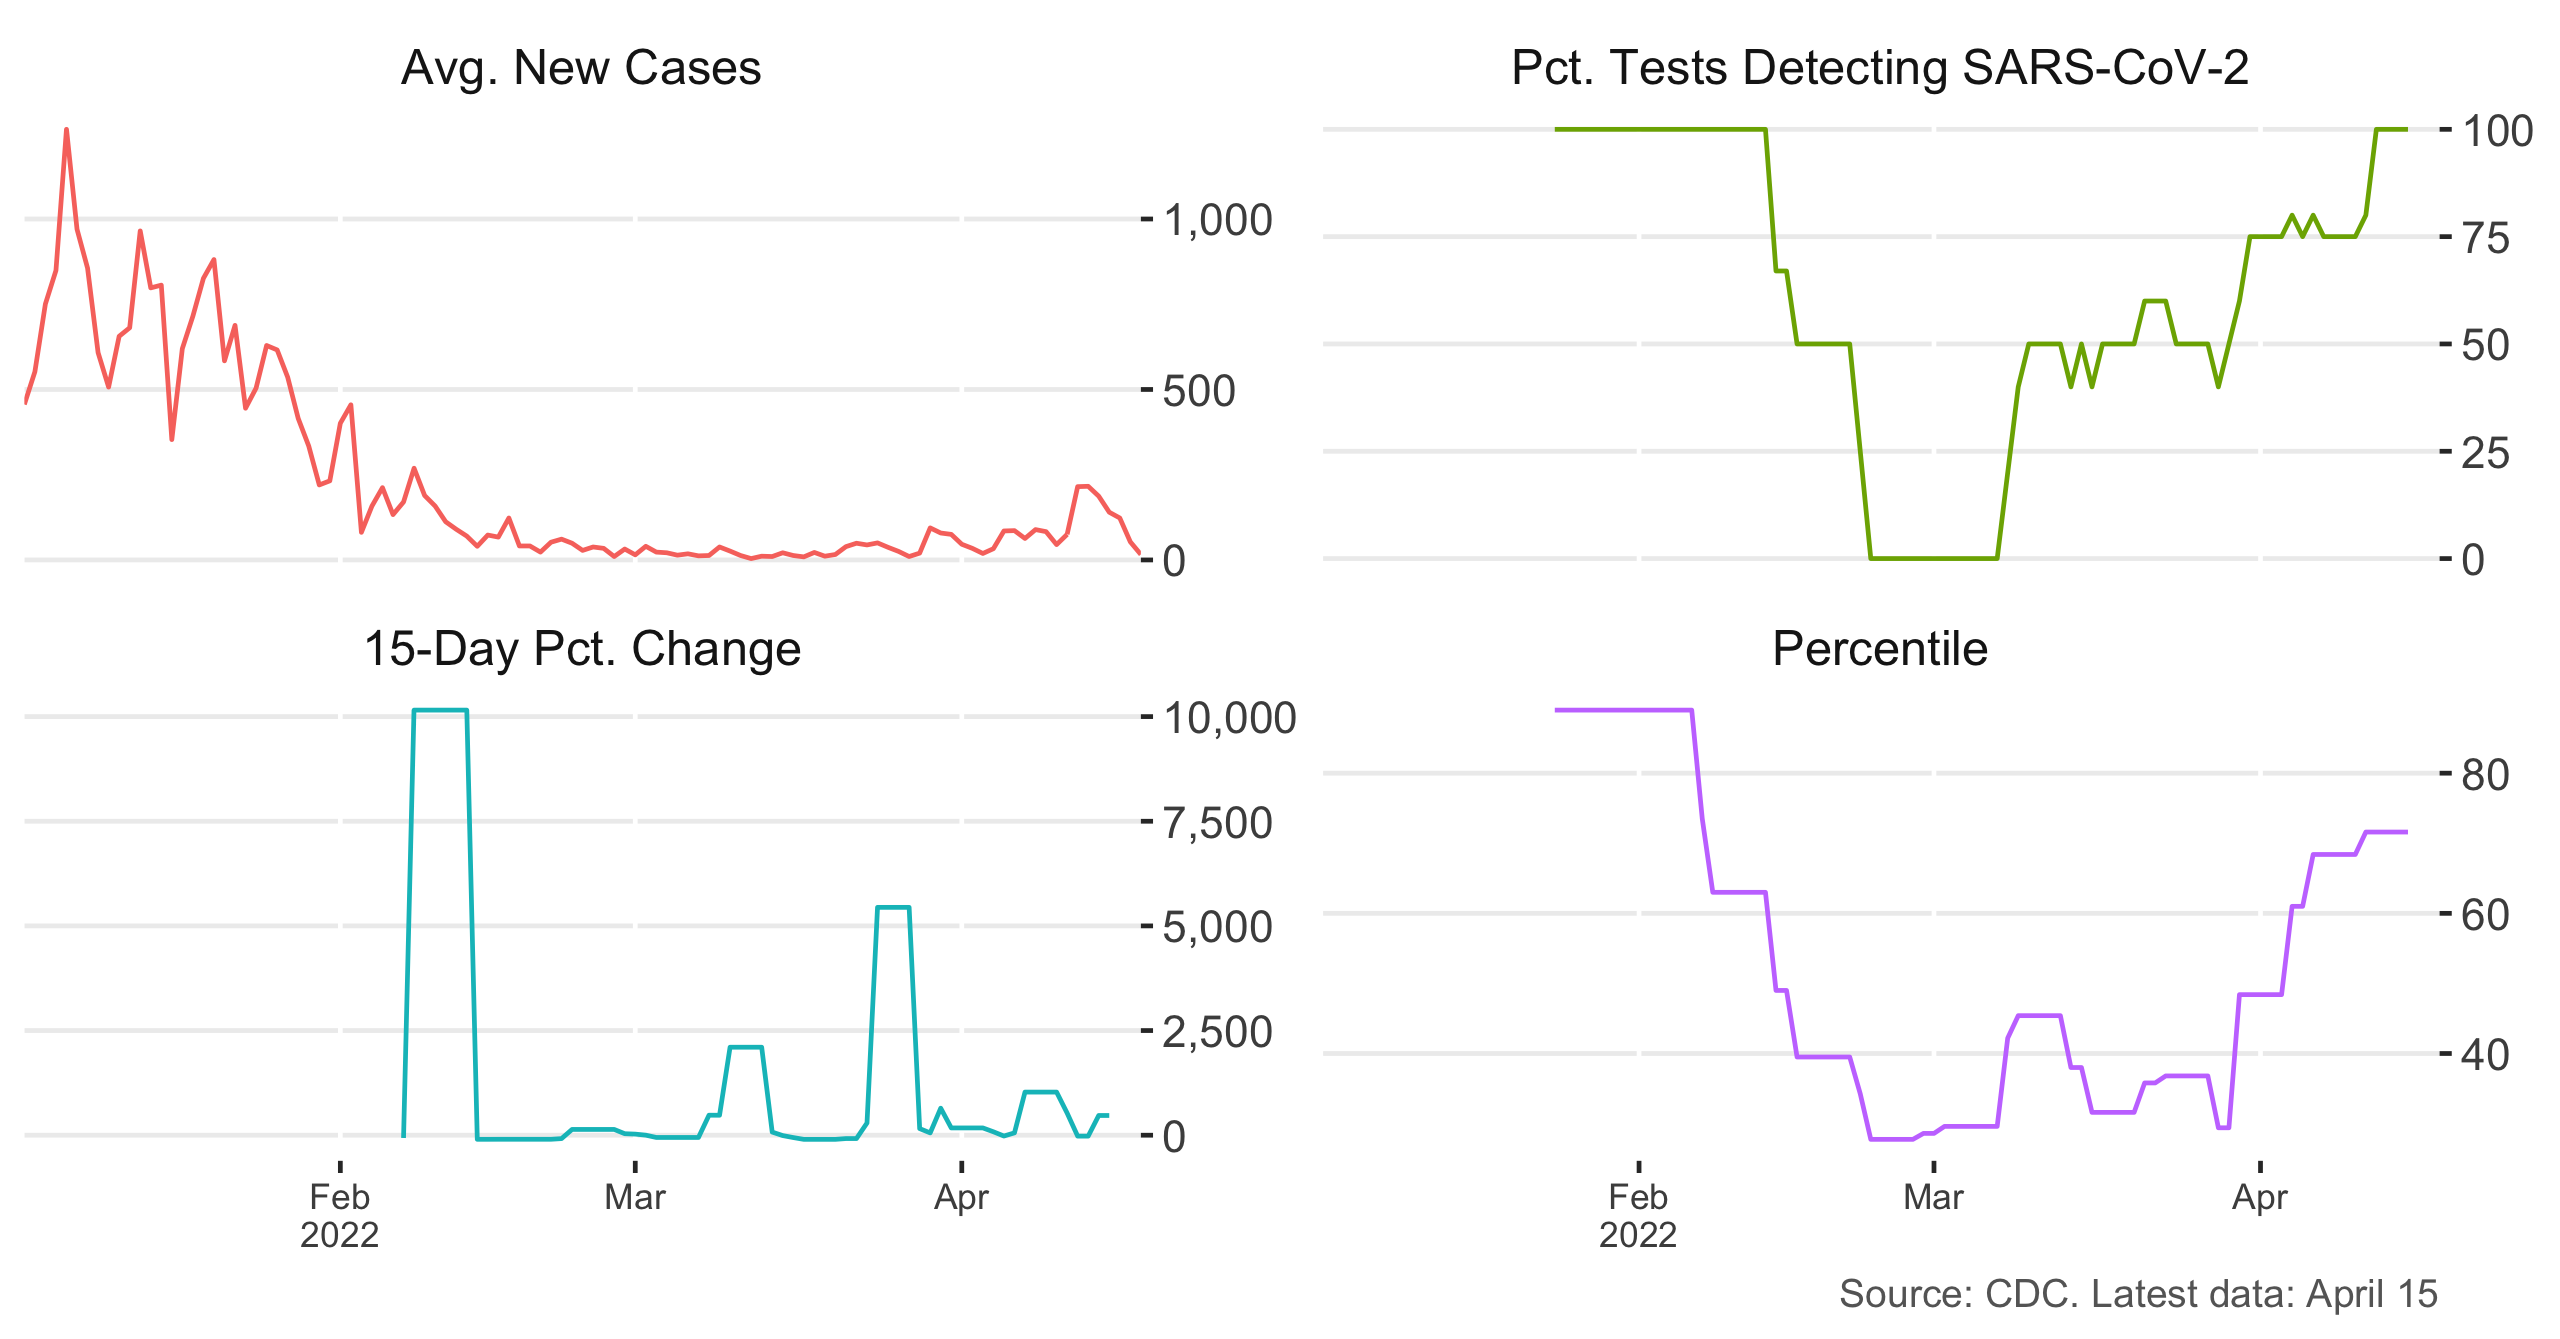 Avg. New Cases
1,000
500
0
Pct. Tests Detecting SARS-CoV-2
100
75
50
25
0
15-Day Pct. Change
10,000
7,500
5,000
2,500
0
Feb
2022
Mar
Apr
Percentile
80
60
40
Feb
2022
Mar
Apr
Source: CDC. Latest data: April 15